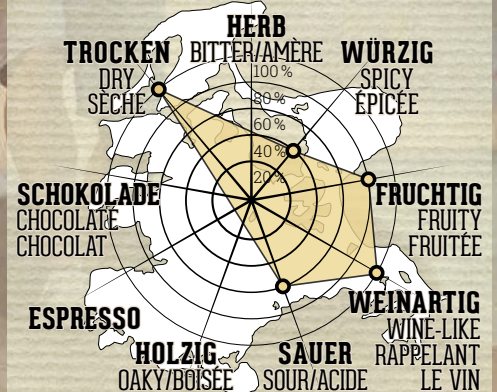 HERB
BITTER/AMÈRE
TROCKEN
DRY
SÈCHE
WÜRZIG
SPICY
ÉPICÉE
100%
80%
60%
40%
20%
SCHOKOLADE
CHOCOLATE
CHOCOLAT
FRUCHTIG
FRUITY
FRUITÉE
ESPRESSO
WEINARTIG
WINE-LIKE
RAPPELANT
LE VIN
HOLZIG
OAKY/BOISÉE
SAUER
SOUR/ACIDE